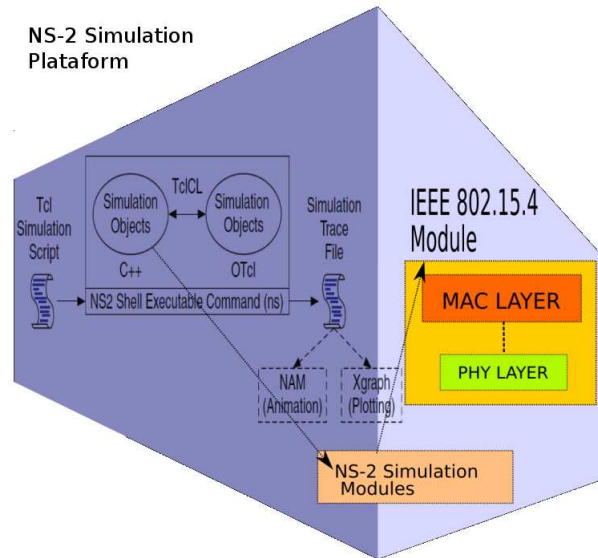 NS-2 Simulation
Plataform
Tcl
Simulation
Script
TclCL
Simulation
Objects
Simulation
Objects
C++
OTcl
NS2 Shell Executable Command (ns)
Simulation
Trace
File
NAM
(Animation)
Xgraph
(Plotting)
IEEE 802.15.4
Module
MAC LAYER
PHY LAYER
NS-2 Simulation
Modules